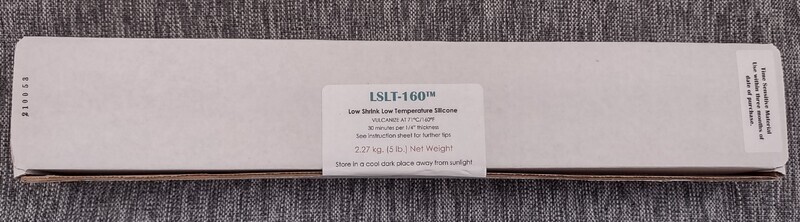 210053
LSLT-160™
Low Shrink Low Temperature Silicone
VULCANIZE AT 71°C/160°F
30 minutes per 1/4" thickness
See instruction sheet for further tips
2.27 kg. (5 lb.) Net Weight
Store in a cool dark place away from sunlight
Time Sensitive Material
Use within three months of
date of purchase.